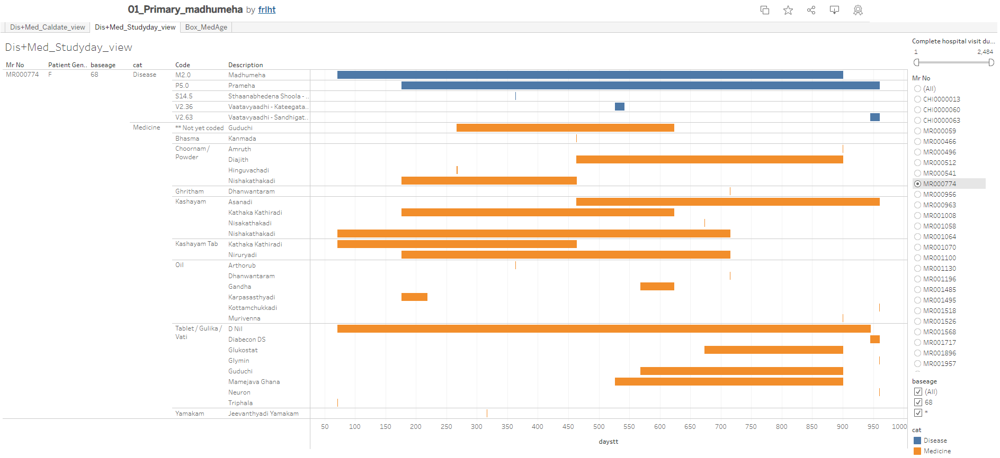 01_Primary_madhumeha by frlht
Dis+Med_Caldate_view Dis+Med_Studyday_view Box_MedAge
Dis+Med_Studyday_view
Mr No Patient Gen.. baseage cat Code Description
MR000774 F 68 Disease M2.0 Madhumeha
P5.0 Prameha
S14.5 Sthaanabhedena Shoola - ..
V2.36 Vaatavyaadhi - Kateegata..
V2.63 Vaatavyaadhi - Sandhigat..
Medicine ** Not yet coded Guduchi
Bhasma Kanmada
Choornam / Powder Amruth
Diajith
Hinguvachadi
Nishakathakadi
Ghritham Dhanwantaram
Kashayam Asanadi
Kathaka Kathiradi
Nisakathakadi
Nishakathakadi
Kashayam Tab Kathaka Kathiradi
Niruryadi
Oil Arthorub
Dhanwantaram
Gandha
Karpasasthyadi
Kottamchukkadi
Murivenna
Tablet / Gulika / Vati D Nil
Diabecon DS
Glukostat
Glymin
Guduchi
Mamejava Ghana
Neuron
Triphala
Yamakam Jeevanthyadi Yamakam
50 100 150 200 250 300 350 400 450 500 550 600 650 700 750 800 850 900 950 1000
daystt
Complete hospital visit du...
1 2,484
Mr No
(All)
CHI0000013
CHI0000060
CHI0000063
MR000059
MR000466
MR000496
MR000512
MR000541
MR000774
MR000956
MR000963
MR001008
MR001058
MR001064
MR001070
MR001100
MR001130
MR001196
MR001485
MR001495
MR001518
MR001526
MR001568
MR001717
MR001896
MR001957
baseage
(All)
68
*
cat
Disease
Medicine